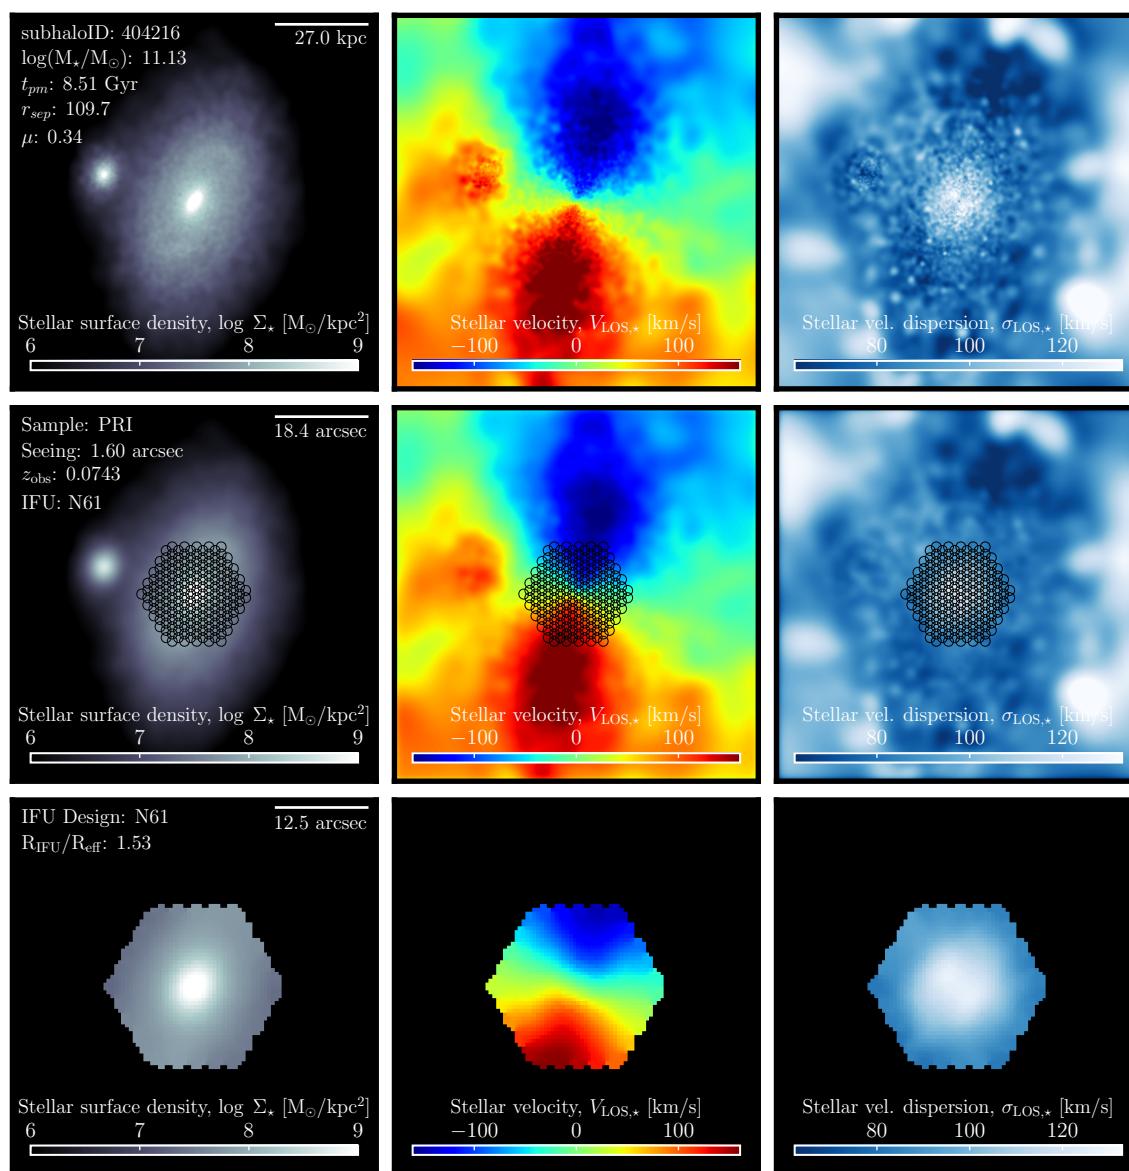 subhaloID: 404216
log(M⋆/M⊙): 11.13
t_pm: 8.51 Gyr
r_sep: 109.7
μ: 0.34
27.0 kpc
Stellar surface density, log Σ⋆ [M⊙/kpc²]
6 7 8 9
Stellar velocity, V_LOS,⋆ [km/s]
−100 0 100
Stellar vel. dispersion, σ_LOS,⋆ [km/s]
80 100 120
Sample: PRI
Seeing: 1.60 arcsec
z_obs: 0.0743
IFU: N61
18.4 arcsec
Stellar surface density, log Σ⋆ [M⊙/kpc²]
6 7 8 9
Stellar velocity, V_LOS,⋆ [km/s]
−100 0 100
Stellar vel. dispersion, σ_LOS,⋆ [km/s]
80 100 120
IFU Design: N61
R_IFU/R_eff: 1.53
12.5 arcsec
Stellar surface density, log Σ⋆ [M⊙/kpc²]
6 7 8 9
Stellar velocity, V_LOS,⋆ [km/s]
−100 0 100
Stellar vel. dispersion, σ_LOS,⋆ [km/s]
80 100 120